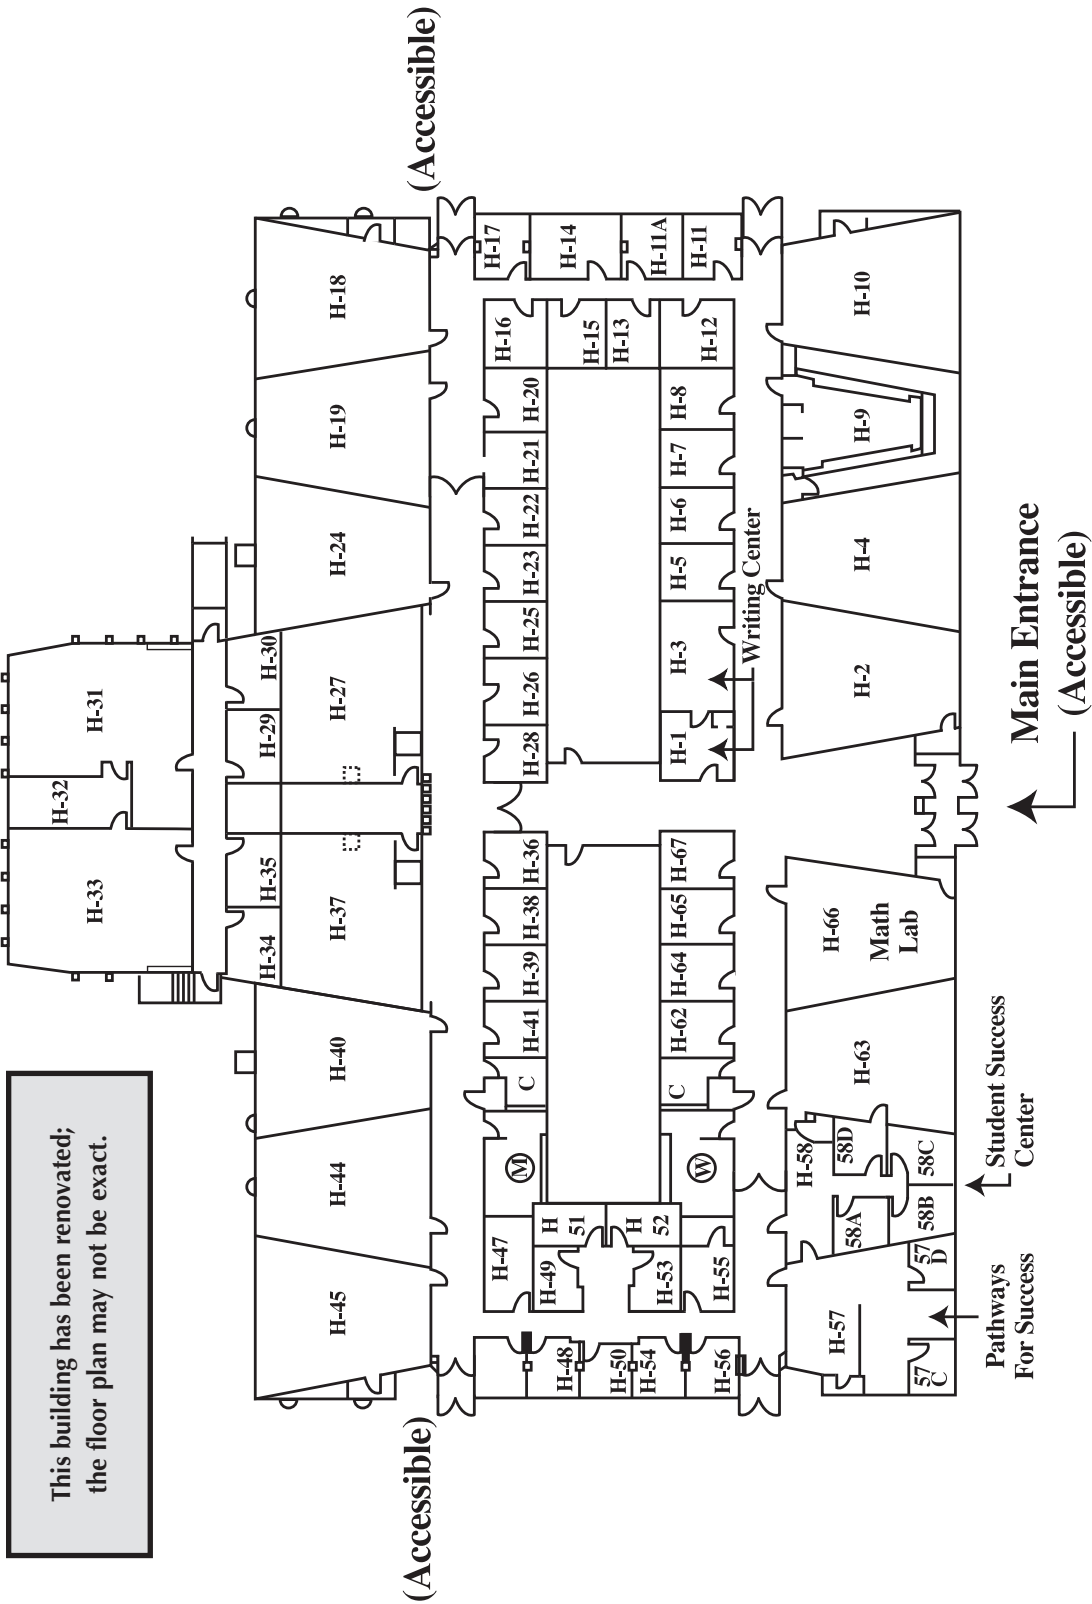 This building has been renovated;
the floor plan may not be exact.
(Accessible)
(Accessible)
H-33
H-32
H-31
H-34
H-35
H-29
H-30
H-45
H-44
H-40
H-37
H-27
H-24
H-19
H-18
H-47
M
C
H-41
H-39
H-38
H-36
H-28
H-26
H-25
H-23
H-22
H-21
H-20
H-16
H-17
H-49
H
51
H-48
H-15
H-14
H-50
H
52
H-13
H-54
H-53
H-11A
H-56
H-55
W
C
H-62
H-64
H-65
H-67
H-1
H-3
H-5
H-6
H-7
H-8
H-12
H-11
Writing Center
H-57
57
C
57
D
H-58
58A
58B
58C
58D
H-63
H-66
Math
Lab
H-2
H-4
H-9
H-10
Pathways
For Success
Student Success
Center
Main Entrance
(Accessible)